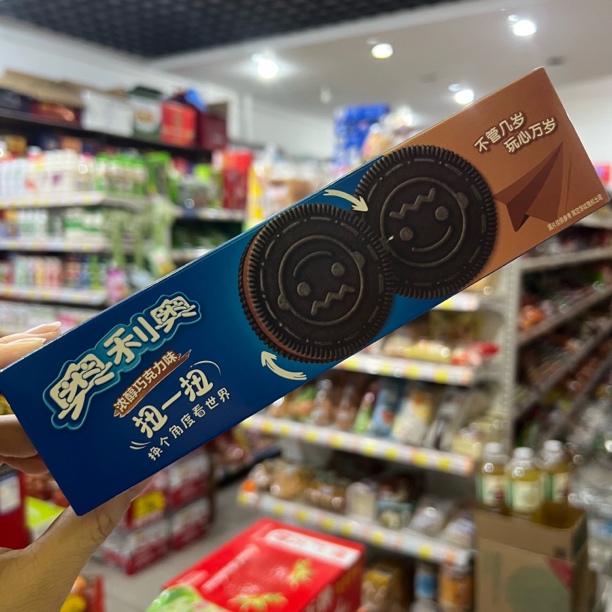 奥利奥
浓醇巧克力味
扭一扭
换个角度看世界
不管几岁
玩心万岁